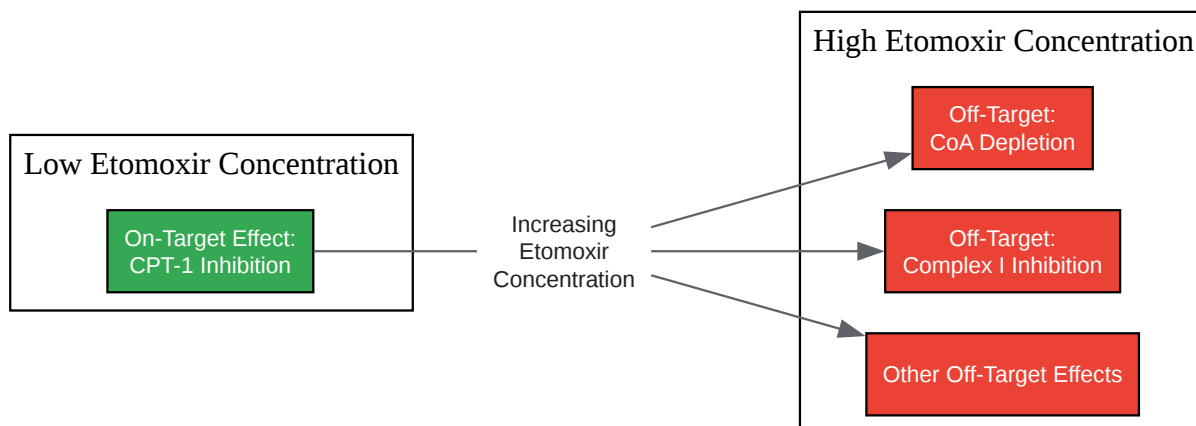 Low Etomoxir Concentration
On-Target Effect:
CPT-1 Inhibition
Increasing
Etomoxir
Concentration
High Etomoxir Concentration
Off-Target:
CoA Depletion
Off-Target:
Complex I Inhibition
Other Off-Target Effects